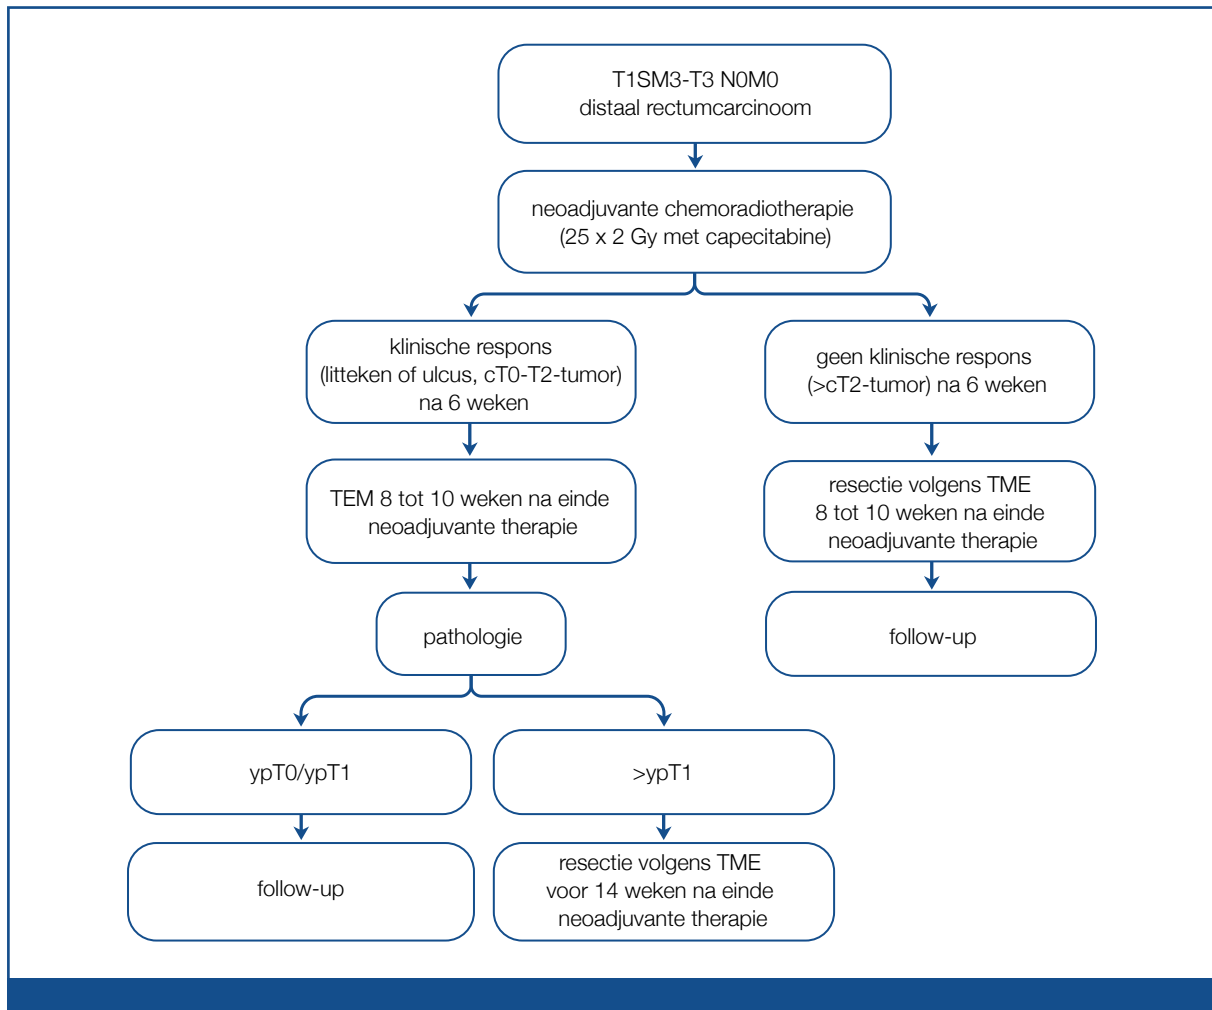 T1SM3-T3 N0M0
distaal rectumcarcinoom
neoadjuvante chemoradiotherapie
(25 x 2 Gy met capecitabine)
klinische respons
(litteken of ulcus, cT0-T2-tumor)
na 6 weken
geen klinische respons
(>cT2-tumor) na 6 weken
TEM 8 tot 10 weken na einde
neoadjuvante therapie
resectie volgens TME
8 tot 10 weken na einde
neoadjuvante therapie
pathologie
follow-up
ypT0/ypT1
>ypT1
follow-up
resectie volgens TME
voor 14 weken na einde
neoadjuvante therapie